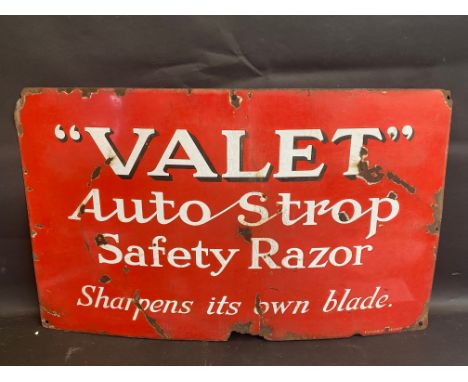 "VALET"
Auto Strop
Safety Razor
Sharpens its own blade.